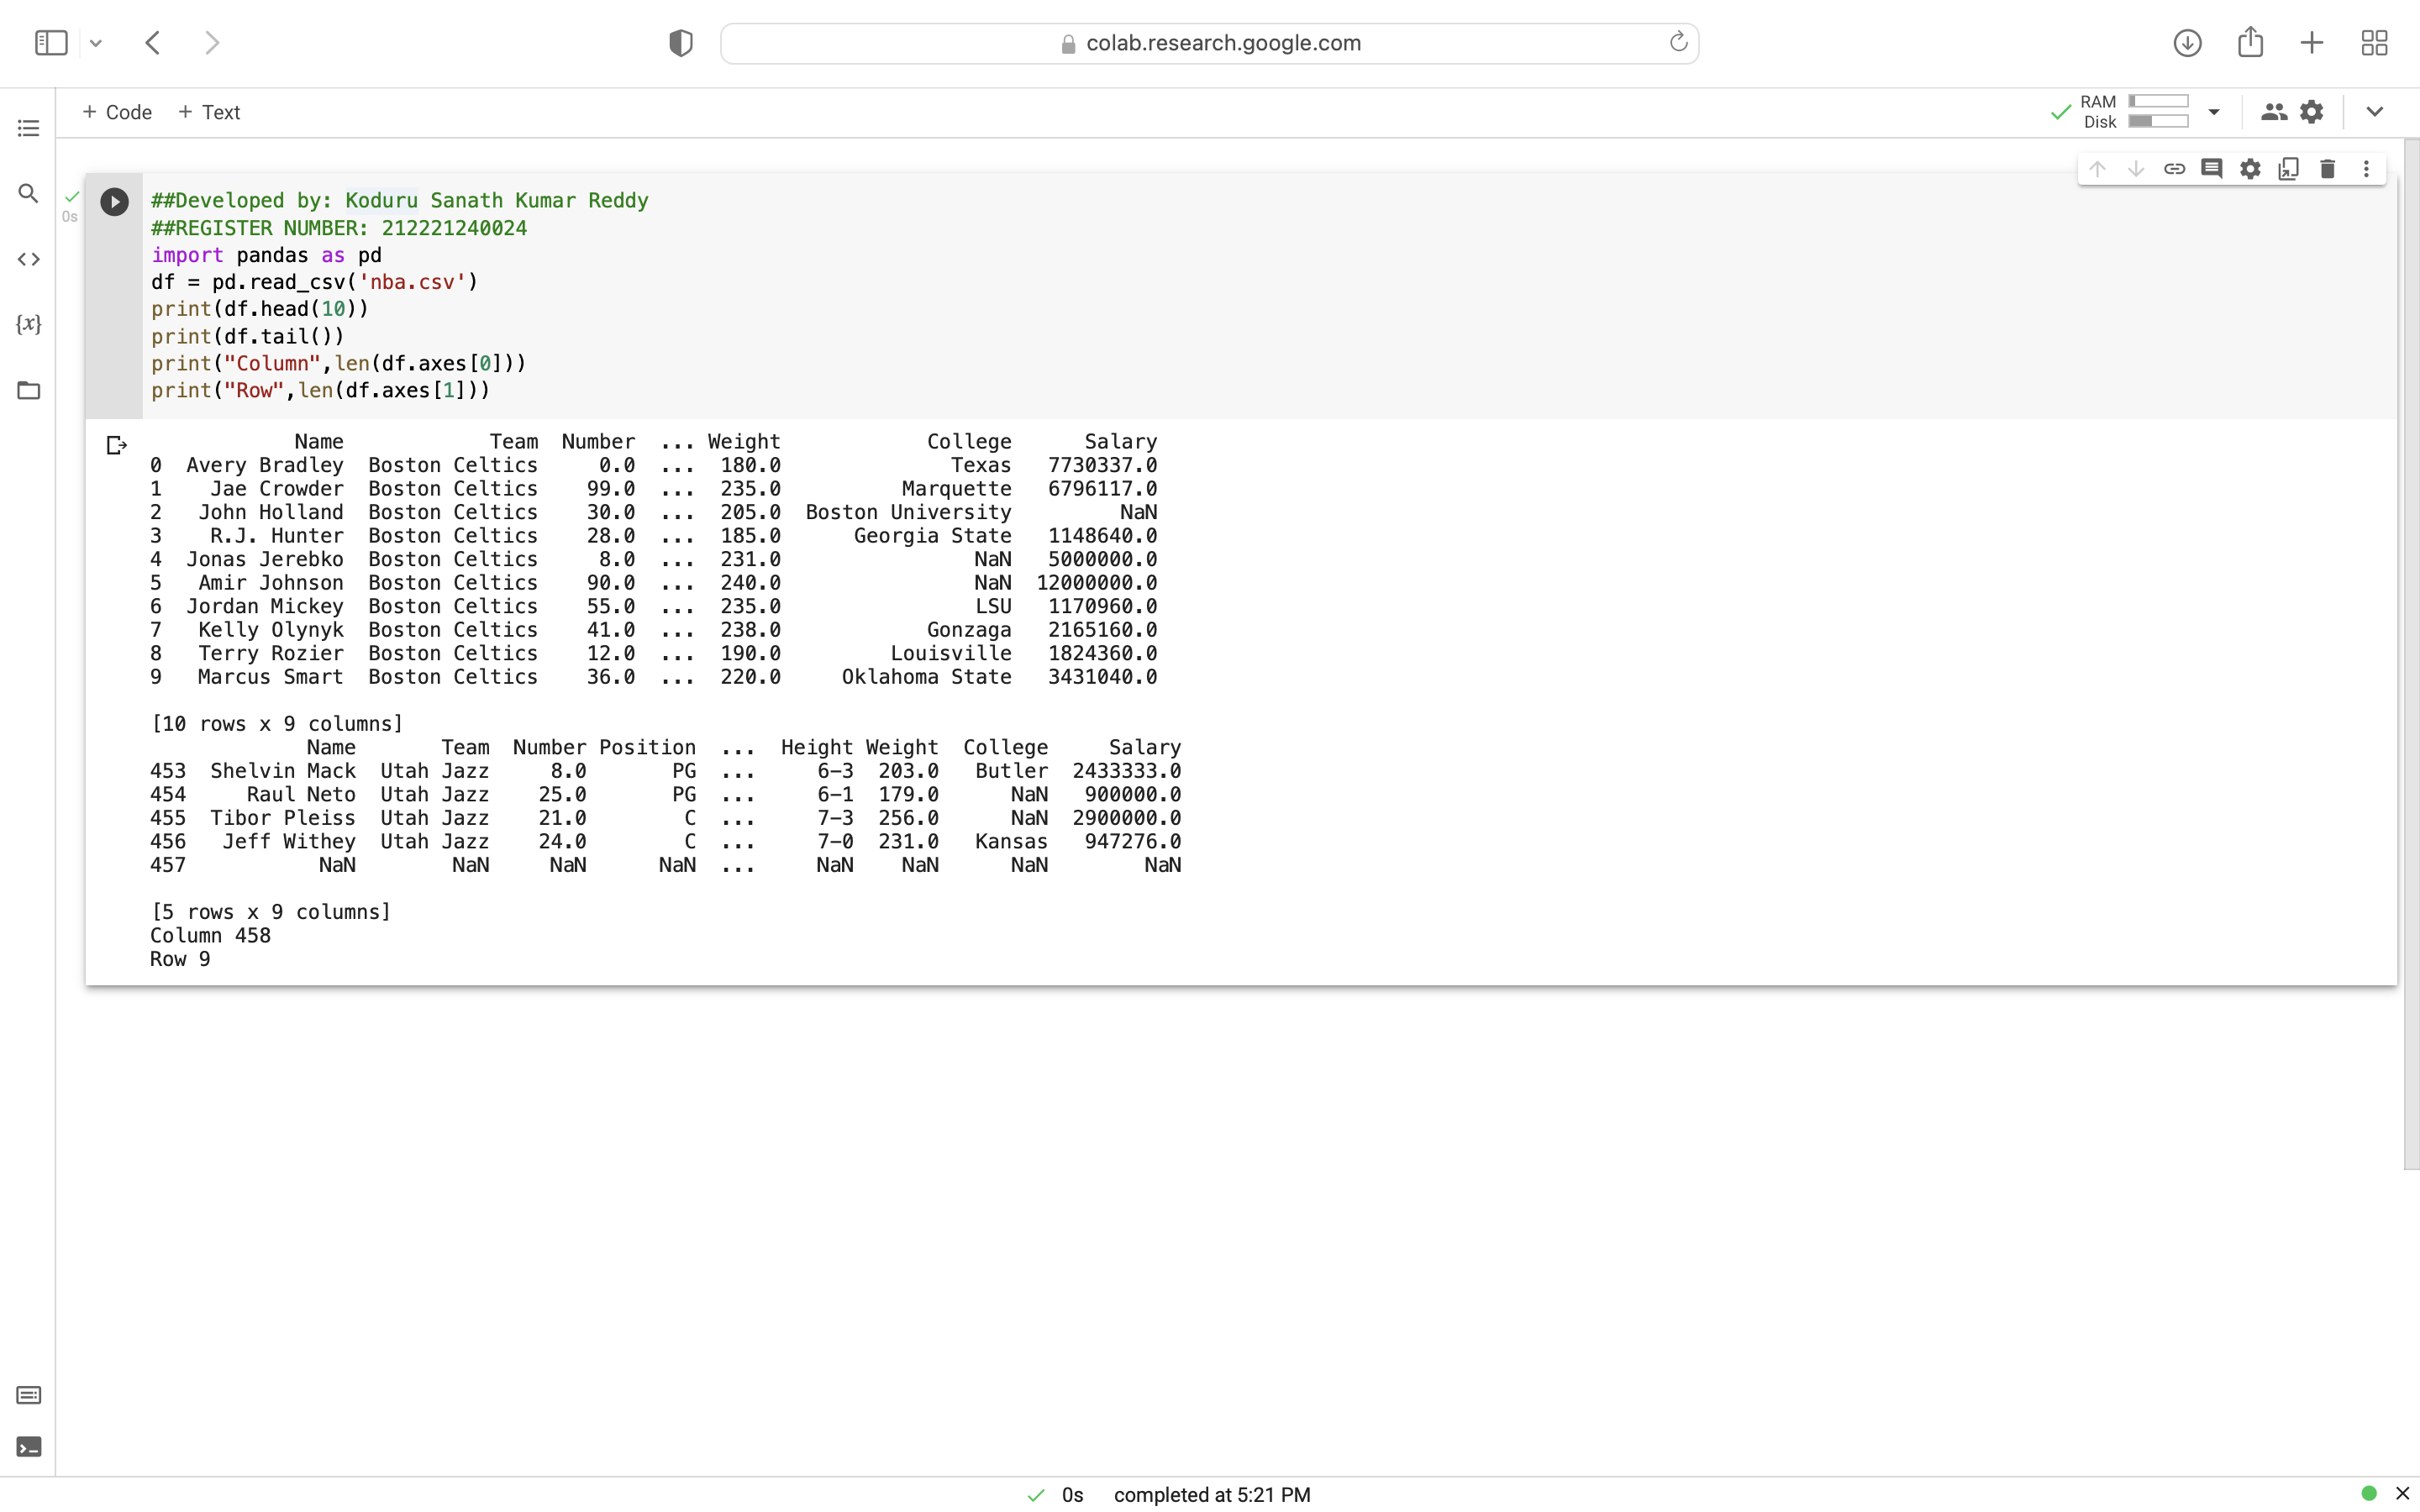 colab.research.google.com
+ Code + Text
RAM
Disk
0s
##Developed by: Koduru Sanath Kumar Reddy
##REGISTER NUMBER: 212221240024
import pandas as pd
df = pd.read_csv('nba.csv')
print(df.head(10))
print(df.tail())
print("Column",len(df.axes[0]))
print("Row",len(df.axes[1]))
{x}
            Name            Team  Number  ... Weight            College      Salary
0  Avery Bradley  Boston Celtics     0.0  ...  180.0              Texas   7730337.0
1    Jae Crowder  Boston Celtics    99.0  ...  235.0          Marquette   6796117.0
2   John Holland  Boston Celtics    30.0  ...  205.0  Boston University         NaN
3    R.J. Hunter  Boston Celtics    28.0  ...  185.0      Georgia State   1148640.0
4  Jonas Jerebko  Boston Celtics     8.0  ...  231.0                NaN   5000000.0
5   Amir Johnson  Boston Celtics    90.0  ...  240.0                NaN  12000000.0
6  Jordan Mickey  Boston Celtics    55.0  ...  235.0                LSU   1170960.0
7   Kelly Olynyk  Boston Celtics    41.0  ...  238.0            Gonzaga   2165160.0
8   Terry Rozier  Boston Celtics    12.0  ...  190.0         Louisville   1824360.0
9   Marcus Smart  Boston Celtics    36.0  ...  220.0     Oklahoma State   3431040.0
[10 rows x 9 columns]
             Name       Team  Number Position  ...  Height Weight  College     Salary
453  Shelvin Mack  Utah Jazz     8.0       PG  ...     6-3  203.0   Butler  2433333.0
454     Raul Neto  Utah Jazz    25.0       PG  ...     6-1  179.0      NaN   900000.0
455  Tibor Pleiss  Utah Jazz    21.0        C  ...     7-3  256.0      NaN  2900000.0
456   Jeff Withey  Utah Jazz    24.0        C  ...     7-0  231.0   Kansas   947276.0
457           NaN        NaN     NaN      NaN  ...     NaN    NaN      NaN        NaN
[5 rows x 9 columns]
Column 458
Row 9
0s completed at 5:21 PM